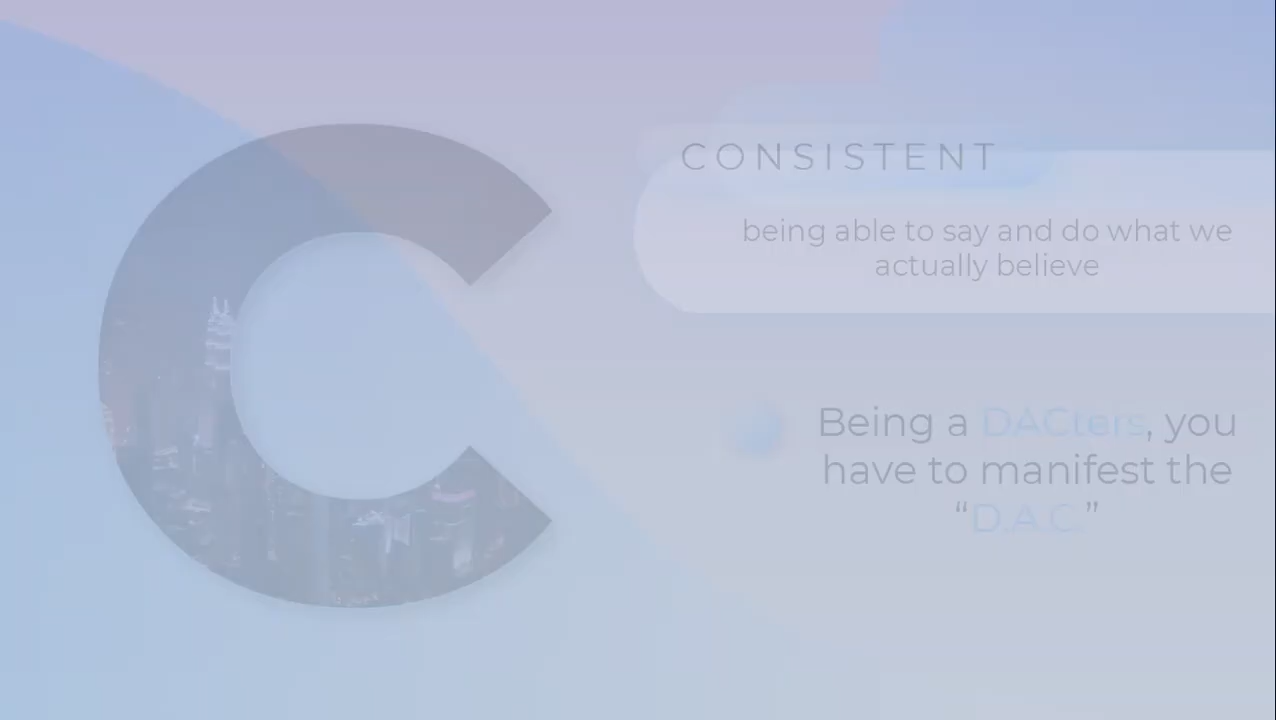 C
CONSISTENT
being able to say and do what we
actually believe
Being a DACters, you
have to manifest the
“D.A.C.”